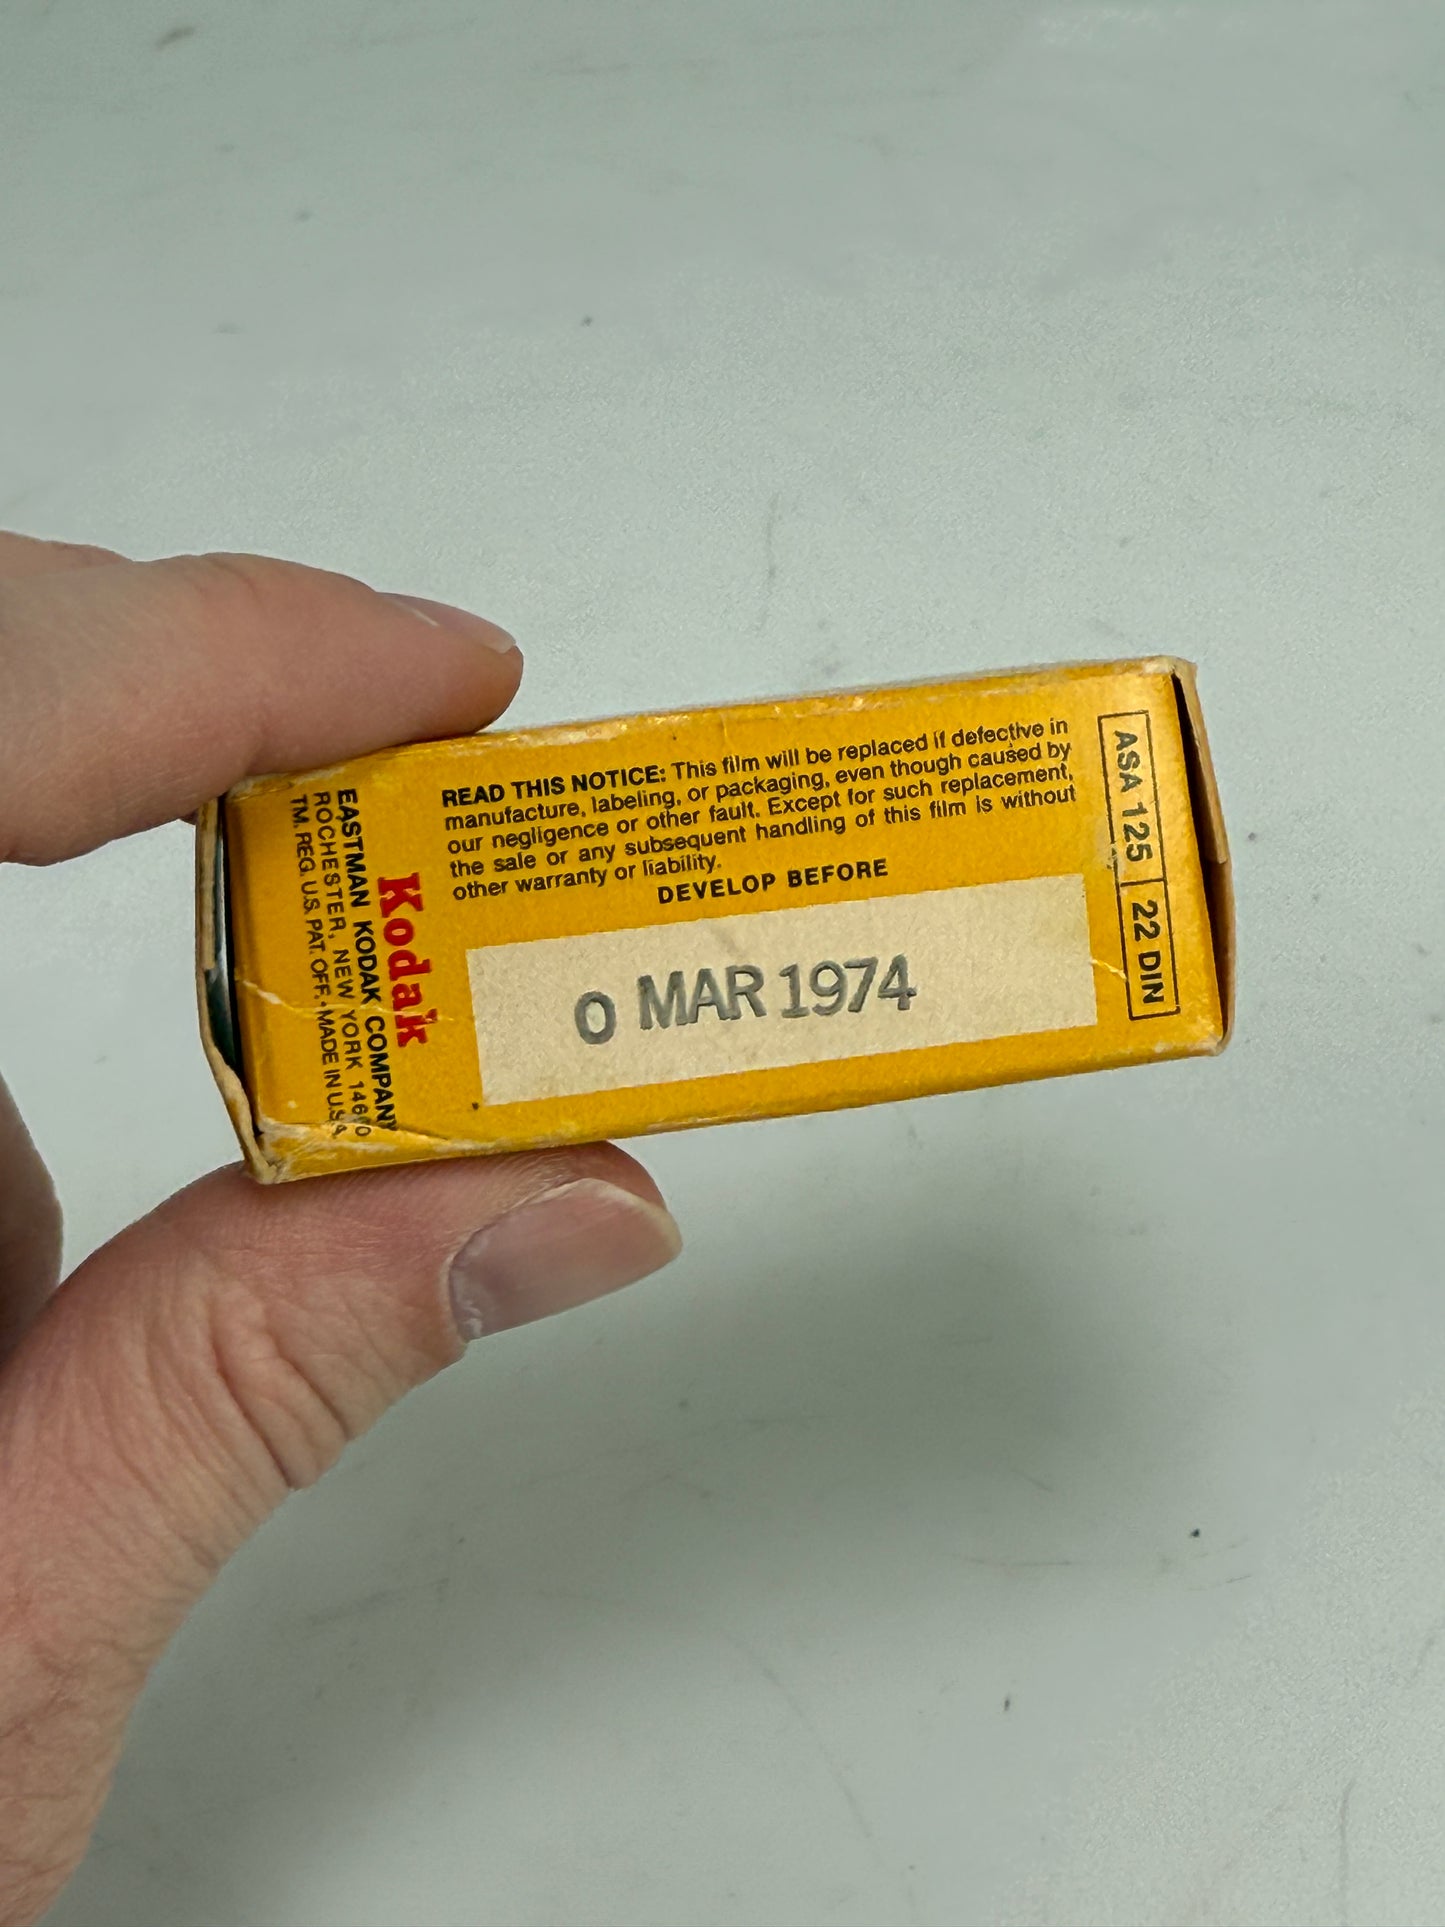 READ THIS NOTICE: This film will be replaced if defective in
manufacture, labeling, or packaging, even though caused by
our negligence or other fault. Except for such replacement,
the sale or any subsequent handling of this film is without
other warranty or liability.
DEVELOP BEFORE
0 MAR 1974
Kodak
EASTMAN KODAK COMPANY
ROCHESTER, NEW YORK
TM. REG. U.S. PAT. OFF. · MADE IN U.S.A.
ASA 125 22 DIN